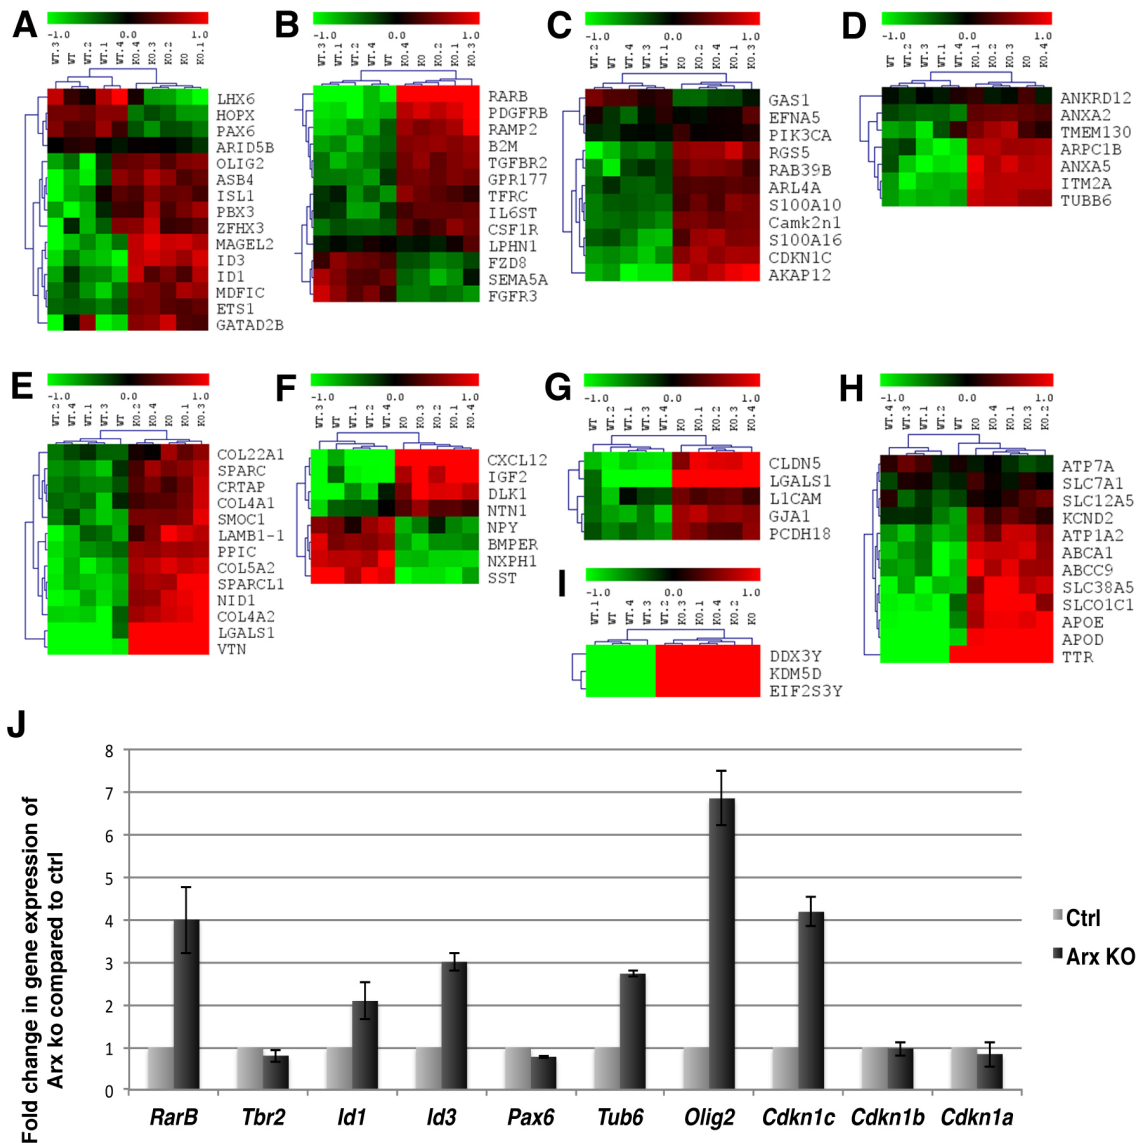 A
-1.0 0.0 1.0
WT.3 WT WT.2 WT.1 WT.4 KO.4 KO.3 KO.2 KO KO.1
LHX6
HOPX
PAX6
ARID5B
OLIG2
ASB4
ISL1
PBX3
ZFHX3
MAGEL2
ID3
ID1
MDFIC
ETS1
GATAD2B
B
-1.0 0.0 1.0
WT.3 WT.1 WT.2 WT.4 WT KO.4 KO KO.2 KO.1 KO.3
RARB
PDGFRB
RAMP2
B2M
TGFBR2
GPR177
TFRC
IL6ST
CSF1R
LPHN1
FZD8
SEMA5A
FGFR3
C
-1.0 0.0 1.0
WT.2 WT WT.4 WT.1 WT.3 KO KO.2 KO.4 KO.1 KO.3
GAS1
EFNA5
PIK3CA
RGS5
RAB39B
ARL4A
S100A10
Camk2n1
S100A16
CDKN1C
AKAP12
D
-1.0 0.0 1.0
WT.1 WT WT.3 WT.2 WT.4 KO.1 KO.2 KO.3 KO KO.4
ANKRD12
ANXA2
TMEM130
ARPC1B
ANXA5
ITM2A
TUBB6
E
-1.0 0.0 1.0
WT.2 WT.4 WT.1 WT.3 WT KO.2 KO.4 KO KO.1 KO.3
COL22A1
SPARC
CRTAP
COL4A1
SMOC1
LAMB1-1
PPIC
COL5A2
SPARCL1
NID1
COL4A2
LGALS1
VTN
F
-1.0 0.0 1.0
WT.3 WT WT.1 WT.2 WT.4 KO.2 KO KO.3 KO.1 KO.4
CXCL12
IGF2
DLK1
NTN1
NPY
BMPER
NXPH1
SST
G
-1.0 0.0 1.0
WT WT.2 WT.1 WT.3 WT.4 KO KO.2 KO.1 KO.3 KO.4
CLDN5
LGALS1
L1CAM
GJA1
PCDH18
H
-1.0 0.0 1.0
WT.4 WT.3 WT.1 WT.2 WT KO.4 KO.1 KO.3 KO KO.2
ATP7A
SLC7A1
SLC12A5
KCND2
ATP1A2
ABCA1
ABCC9
SLC38A5
SLCO1C1
APOE
APOD
TTR
I
-1.0 0.0 1.0
WT.1 WT WT.4 WT.3 WT.2 KO.3 KO.1 KO.4 KO.2 KO
DDX3Y
KDM5D
EIF2S3Y
J
Fold change in gene expression of
Arx ko compared to ctrl
8
7
6
5
4
3
2
1
0
RarB Tbr2 Id1 Id3 Pax6 Tub6 Olig2 Cdkn1c Cdkn1b Cdkn1a
Ctrl
Arx KO